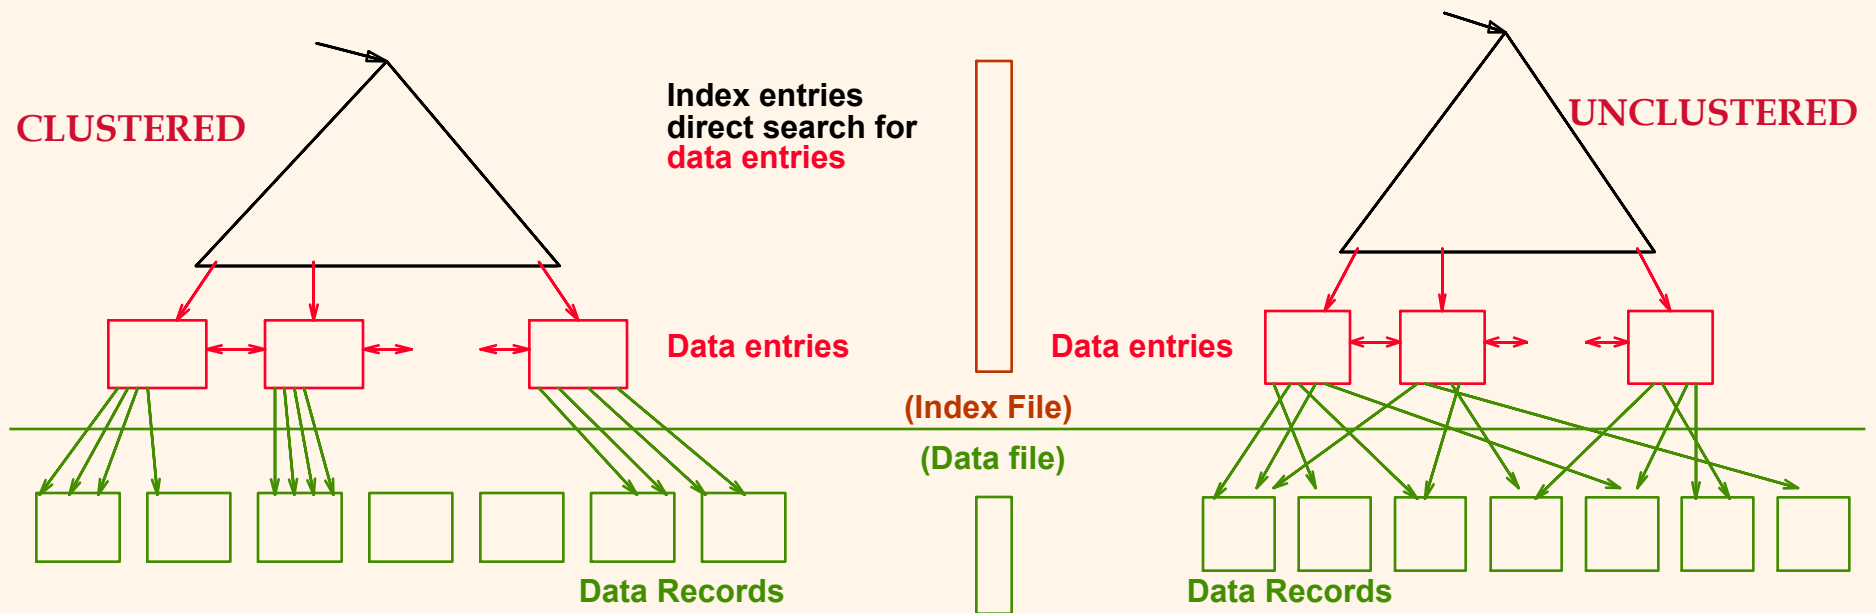 CLUSTERED
Index entries
direct search for
data entries
UNCLUSTERED
Data entries
Data entries
(Index File)
(Data file)
Data Records
Data Records